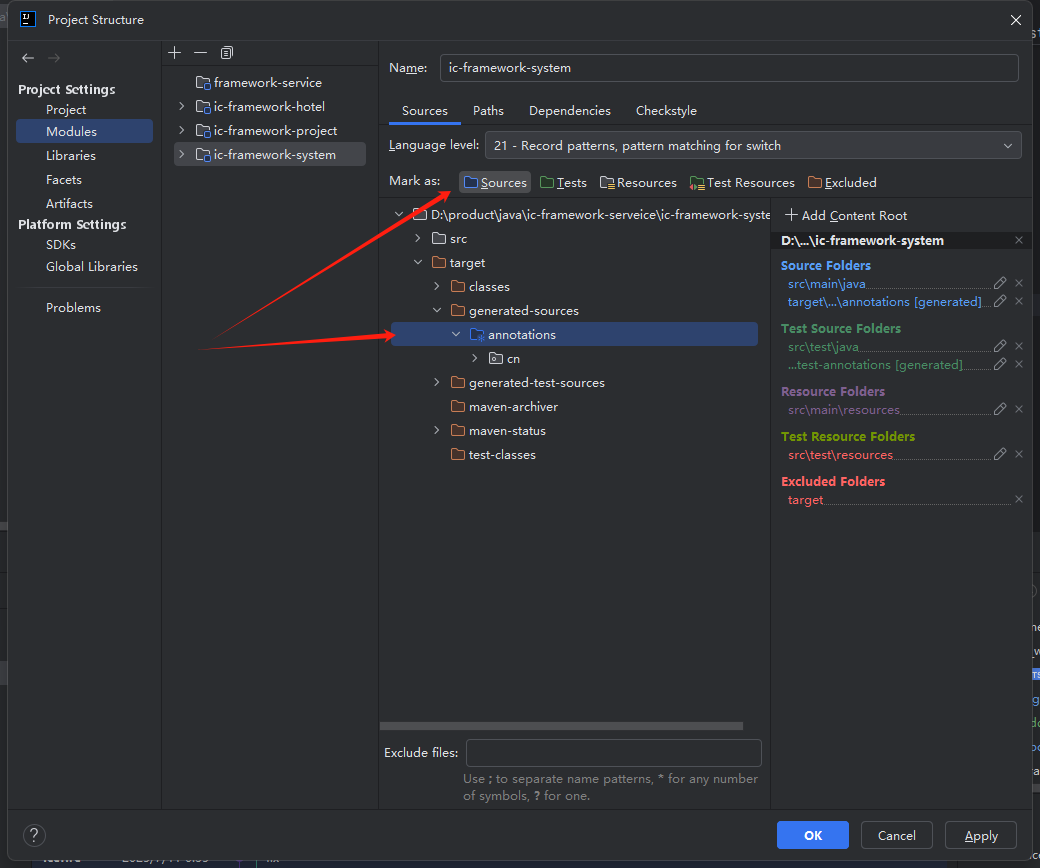 Project Structure
Project Settings
Project
Modules
Libraries
Facets
Artifacts
Platform Settings
SDKs
Global Libraries
Problems
framework-service
ic-framework-hotel
ic-framework-project
ic-framework-system
Name: ic-framework-system
Sources Paths Dependencies Checkstyle
Language level: 21 - Record patterns, pattern matching for switch
Mark as: Sources Tests Resources Test Resources Excluded
D:\product\java\ic-framework-serveice\ic-framework-syste
src
target
classes
generated-sources
annotations
cn
generated-test-sources
maven-archiver
maven-status
test-classes
Add Content Root
D:\...\ic-framework-system
Source Folders
src\main\java
target\...\annotations [generated]
Test Source Folders
src\test\java
...test-annotations [generated]
Resource Folders
src\main\resources
Test Resource Folders
src\test\resources
Excluded Folders
target
Exclude files:
Use ; to separate name patterns, * for any number
of symbols, ? for one.
?
OK Cancel Apply